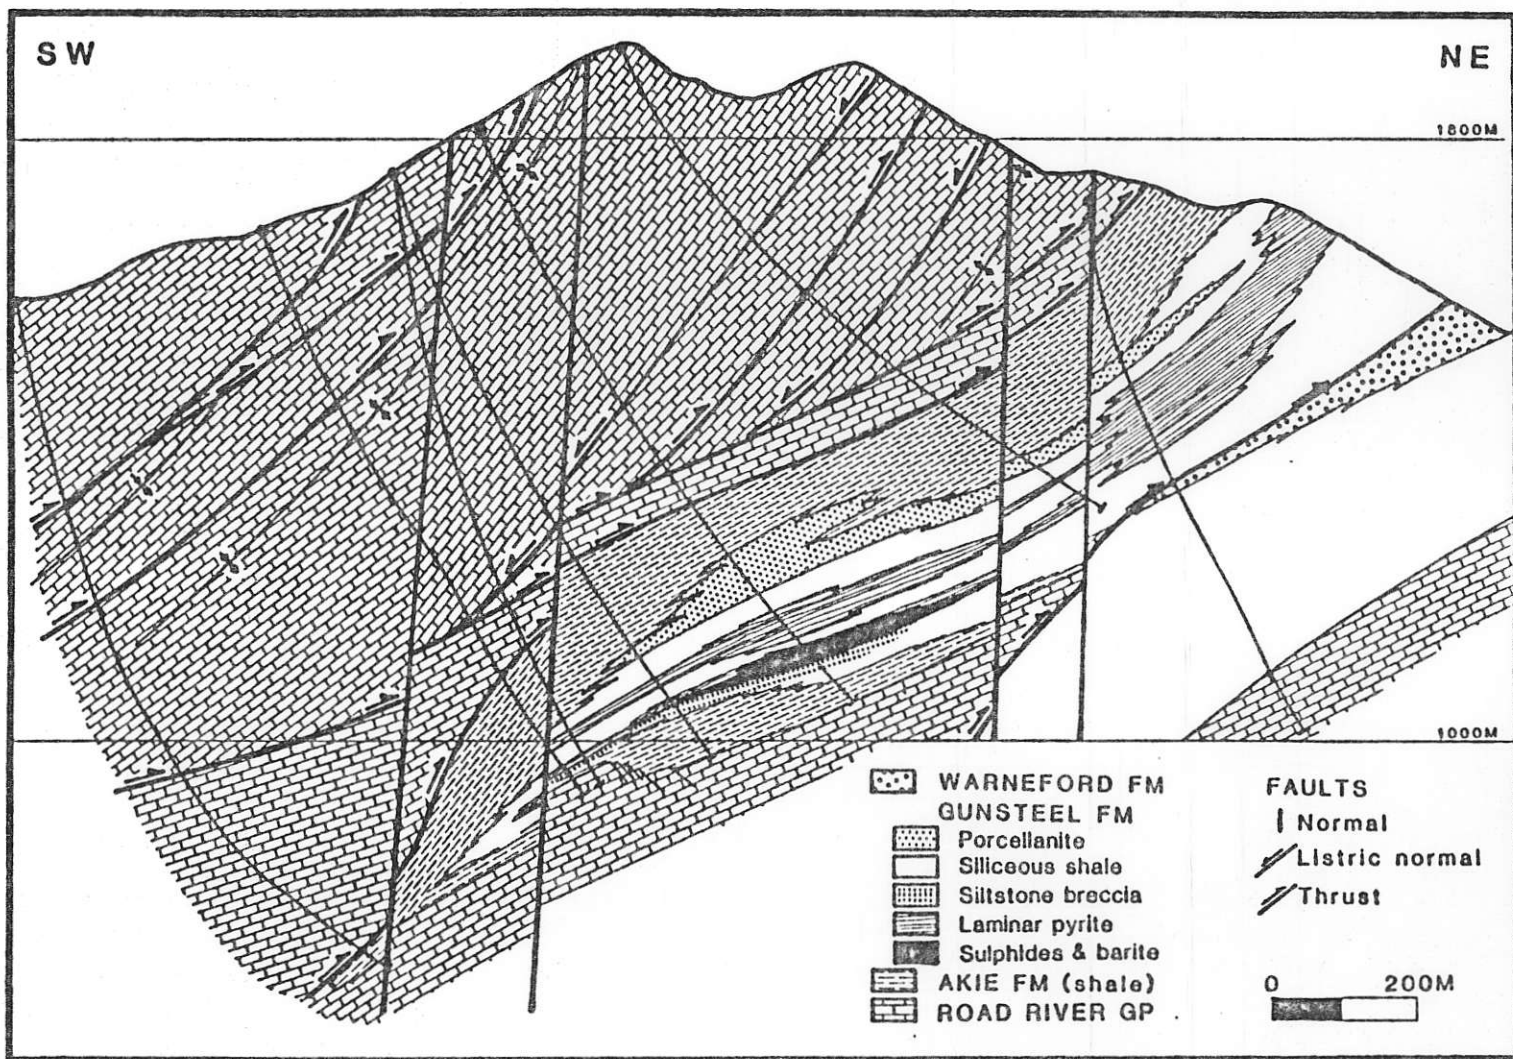 SW
NE
1800M
1000M
WARNEFORD FM
GUNSTEEL FM
Porcellanite
Siliceous shale
Siltstone breccia
Laminar pyrite
Sulphides & barite
AKIE FM (shale)
ROAD RIVER GP
FAULTS
Normal
Listric normal
Thrust
0 200M